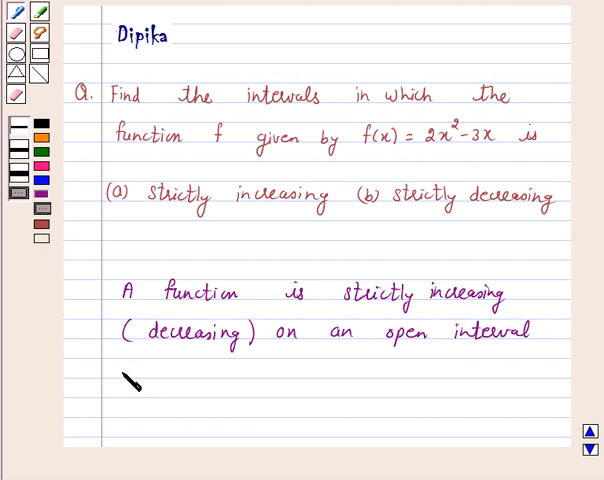 Dipika
Q. Find the intervals in which the
function f given by f(x) = 2x² - 3x is
(a) strictly increasing (b) strictly decreasing
A function is strictly increasing
( decreasing ) on an open interval